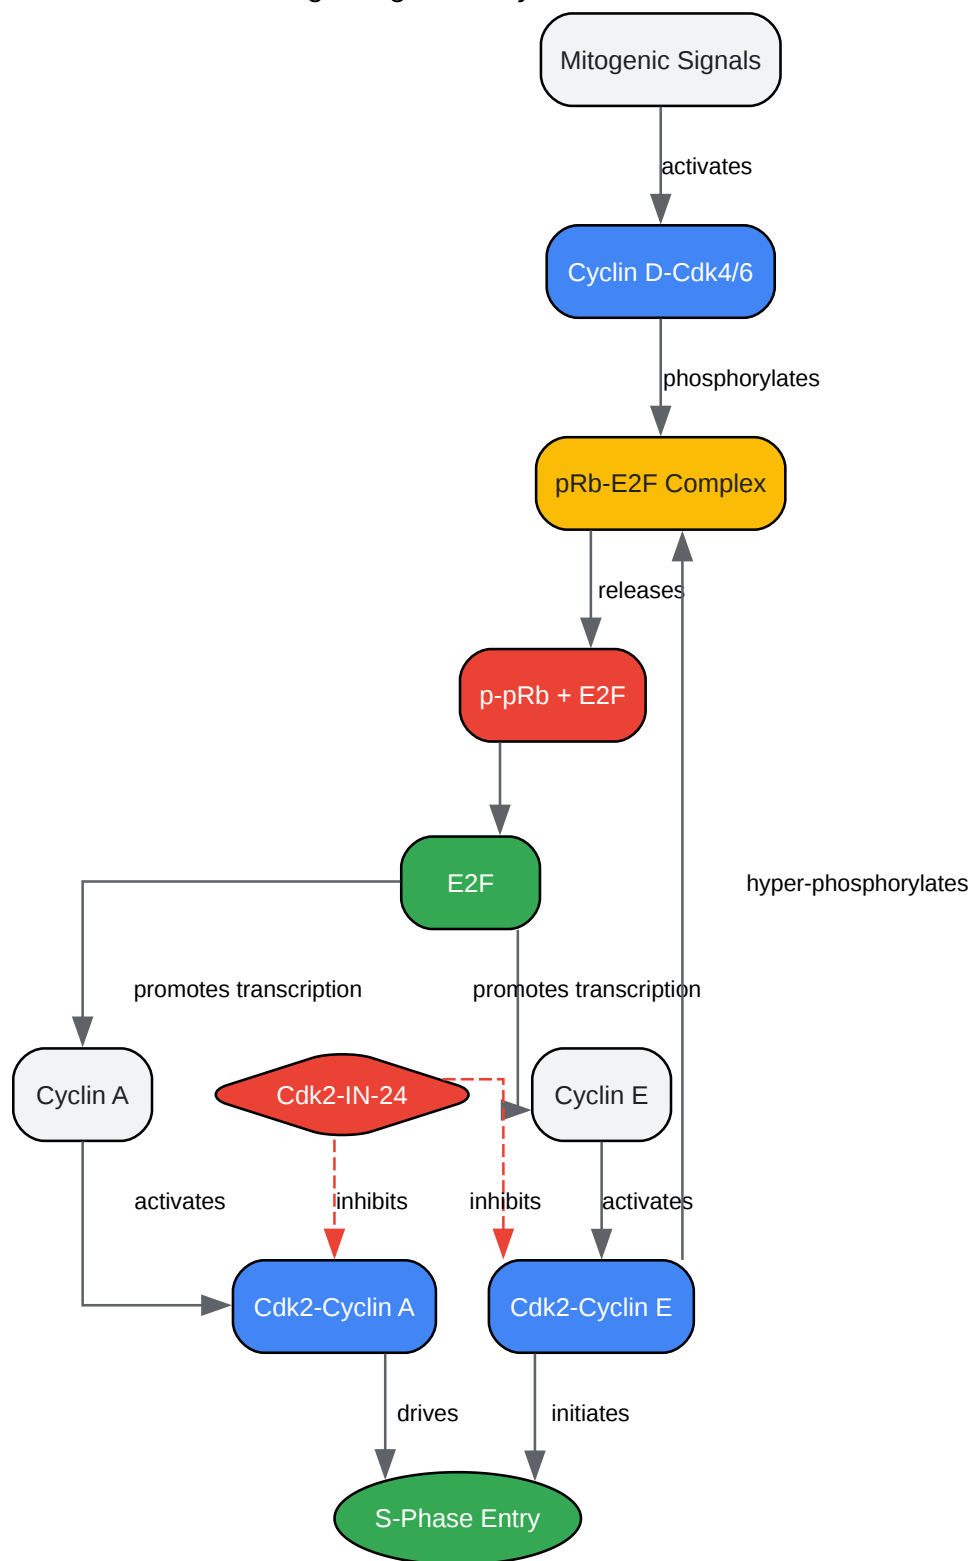 Mitogenic Signals
activates
Cyclin D-Cdk4/6
phosphorylates
pRb-E2F Complex
releases
p-pRb + E2F
E2F
hyper-phosphorylates
promotes transcription
promotes transcription
Cyclin A
Cdk2-IN-24
Cyclin E
activates
inhibits
inhibits
activates
Cdk2-Cyclin A
Cdk2-Cyclin E
drives
initiates
S-Phase Entry